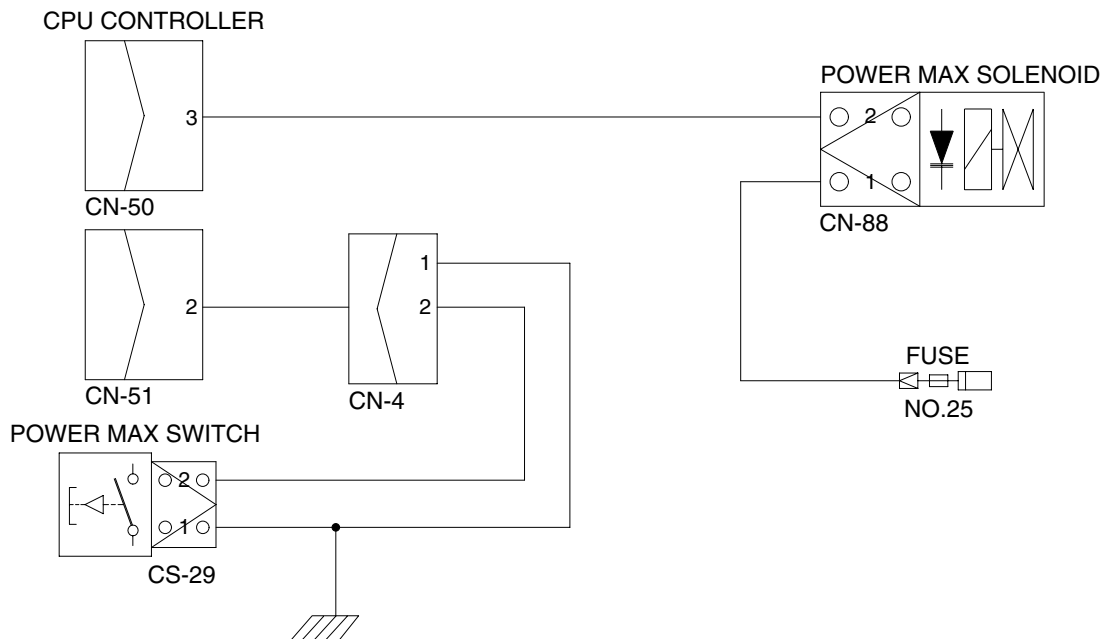 CPU CONTROLLER
3
CN-50
POWER MAX SOLENOID
2
1
CN-88
2
CN-51
1
2
CN-4
FUSE
NO.25
POWER MAX SWITCH
2
1
CS-29